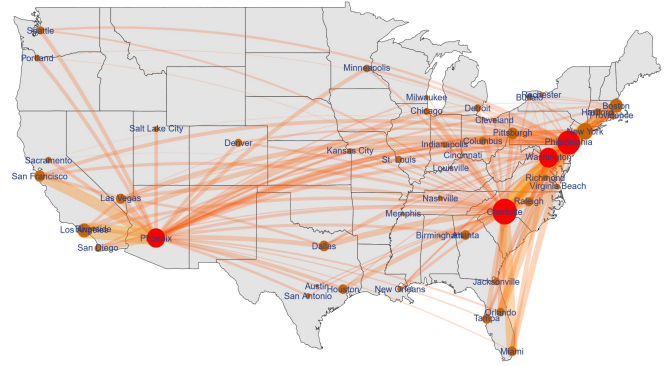 Seattle
Portland
Minneapolis
Milwaukee
Rochester
Buffalo
Boston
Detroit
Hartford
Providence
Chicago
Cleveland
Salt Lake City
Pittsburgh
New York
Denver
Columbus
Philadelphia
Indianapolis
Kansas City
Sacramento
St. Louis
Cincinnati
Washington
San Francisco
Louisville
Richmond
Virginia Beach
Las Vegas
Nashville
Raleigh
Memphis
Charlotte
Los Angeles
Riverside
Phoenix
Birmingham
Atlanta
San Diego
Dallas
Jacksonville
Austin
Houston
New Orleans
San Antonio
Orlando
Tampa
Miami